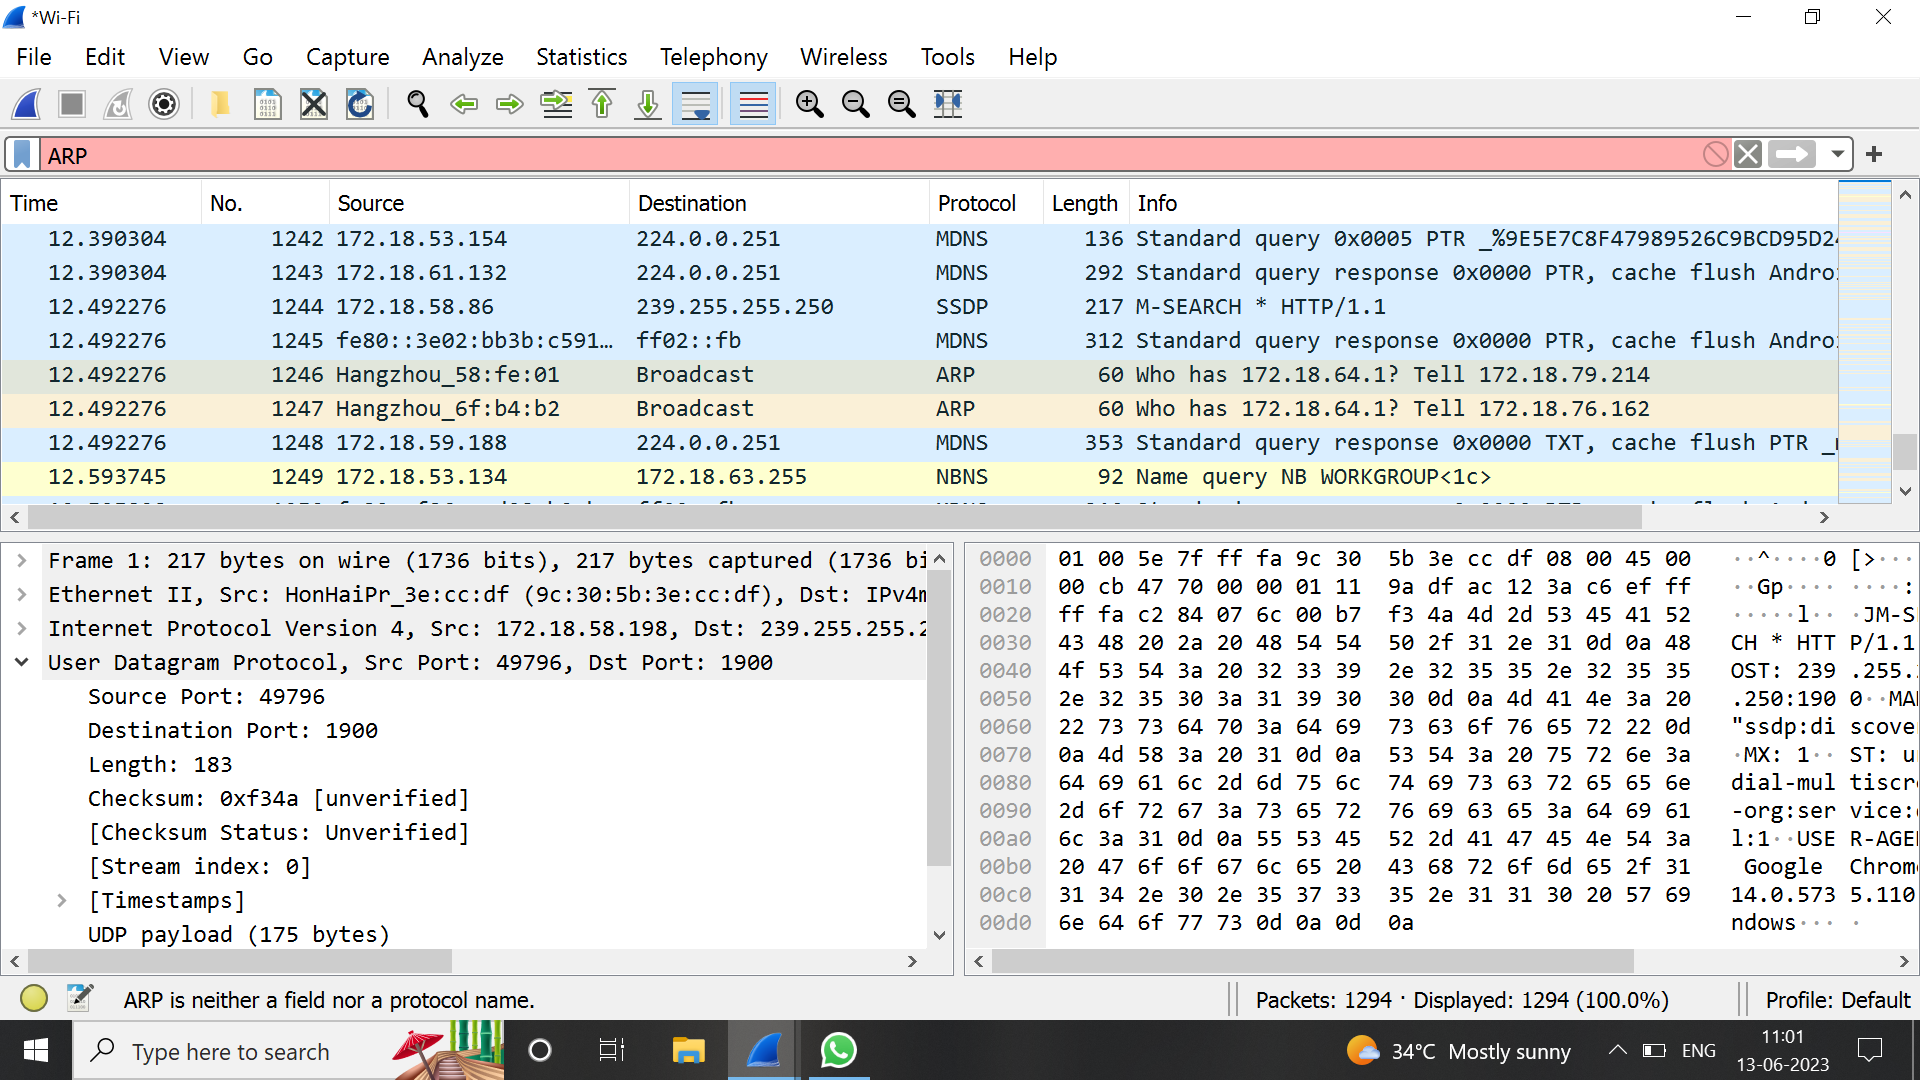 *Wi-Fi
File Edit View Go Capture Analyze Statistics Telephony Wireless Tools Help
ARP
Time No. Source Destination Protocol Length Info
12.390304 1242 172.18.53.154 224.0.0.251 MDNS 136 Standard query 0x0005 PTR _%9E5E7C8F47989526C9BCD95D24
12.390304 1243 172.18.61.132 224.0.0.251 MDNS 292 Standard query response 0x0000 PTR, cache flush Andro
12.492276 1244 172.18.58.86 239.255.255.250 SSDP 217 M-SEARCH * HTTP/1.1
12.492276 1245 fe80::3e02:bb3b:c591… ff02::fb MDNS 312 Standard query response 0x0000 PTR, cache flush Andro
12.492276 1246 Hangzhou_58:fe:01 Broadcast ARP 60 Who has 172.18.64.1? Tell 172.18.79.214
12.492276 1247 Hangzhou_6f:b4:b2 Broadcast ARP 60 Who has 172.18.64.1? Tell 172.18.76.162
12.492276 1248 172.18.59.188 224.0.0.251 MDNS 353 Standard query response 0x0000 TXT, cache flush PTR
12.593745 1249 172.18.53.134 172.18.63.255 NBNS 92 Name query NB WORKGROUP<1c>
Frame 1: 217 bytes on wire (1736 bits), 217 bytes captured (1736 bi
Ethernet II, Src: HonHaiPr_3e:cc:df (9c:30:5b:3e:cc:df), Dst: IPv4m
Internet Protocol Version 4, Src: 172.18.58.198, Dst: 239.255.255.2
User Datagram Protocol, Src Port: 49796, Dst Port: 1900
Source Port: 49796
Destination Port: 1900
Length: 183
Checksum: 0xf34a [unverified]
[Checksum Status: Unverified]
[Stream index: 0]
[Timestamps]
UDP payload (175 bytes)
0000 01 00 5e 7f ff fa 9c 30 5b 3e cc df 08 00 45 00 ··^····0 [>···
0010 00 cb 47 70 00 00 01 11 9a df ac 12 3a c6 ef ff ··Gp···· ····:
0020 ff fa c2 84 07 6c 00 b7 f3 4a 4d 2d 53 45 41 52 ·····l·· ·JM-S
0030 43 48 20 2a 20 48 54 54 50 2f 31 2e 31 0d 0a 48 CH * HTT P/1.1
0040 4f 53 54 3a 20 32 33 39 2e 32 35 35 2e 32 35 35 OST: 239 .255.
0050 2e 32 35 30 3a 31 39 30 30 0d 0a 4d 41 4e 3a 20 .250:190 0··MA
0060 22 73 73 64 70 3a 64 69 73 63 6f 76 65 72 22 0d "ssdp:di scove
0070 0a 4d 58 3a 20 31 0d 0a 53 54 3a 20 75 72 6e 3a ·MX: 1·· ST: u
0080 64 69 61 6c 2d 6d 75 6c 74 69 73 63 72 65 65 6e dial-mul tiscr
0090 2d 6f 72 67 3a 73 65 72 76 69 63 65 3a 64 69 61 -org:ser vice:
00a0 6c 3a 31 0d 0a 55 53 45 52 2d 41 47 45 4e 54 3a l:1··USE R-AGE
00b0 20 47 6f 6f 67 6c 65 20 43 68 72 6f 6d 65 2f 31 Google Chrom
00c0 31 34 2e 30 2e 35 37 33 35 2e 31 31 30 20 57 69 14.0.573 5.110
00d0 6e 64 6f 77 73 0d 0a 0d 0a ndows··· ·
ARP is neither a field nor a protocol name.
Packets: 1294 · Displayed: 1294 (100.0%)
Profile: Default
Type here to search
34°C Mostly sunny
ENG
11:01
13-06-2023